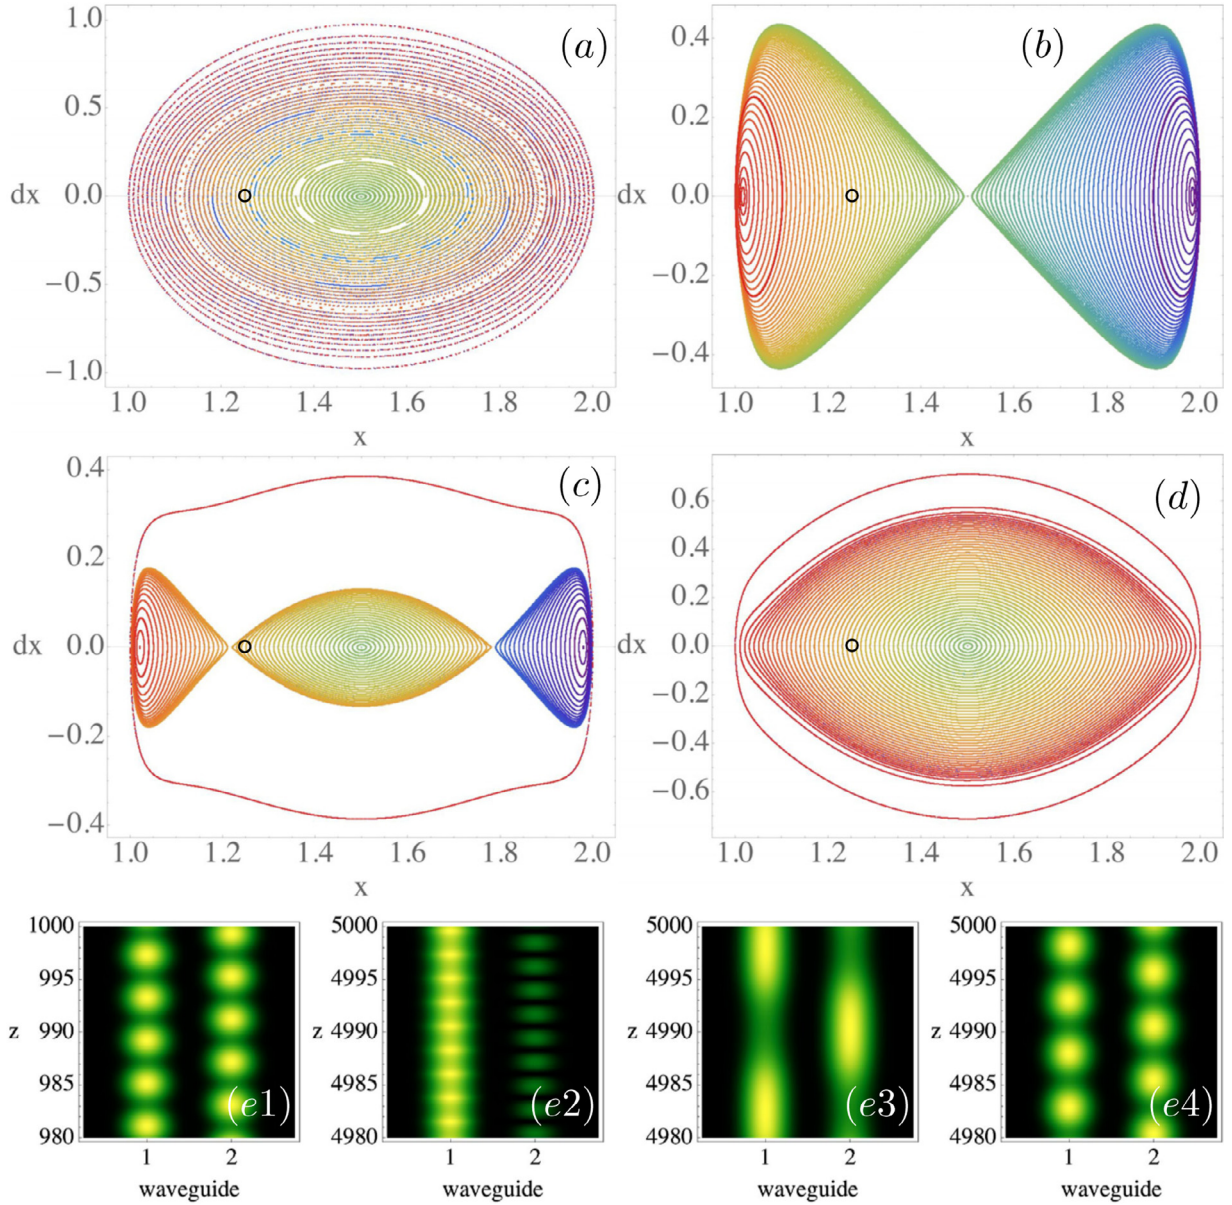 1.0
0.5
dx 0.0
−0.5
−1.0
1.0 1.2 1.4 1.6 1.8 2.0
x
(a)
0.4
0.2
dx 0.0
−0.2
−0.4
1.0 1.2 1.4 1.6 1.8 2.0
x
(b)
0.4
0.2
dx 0.0
−0.2
−0.4
1.0 1.2 1.4 1.6 1.8 2.0
x
(c)
0.6
0.4
0.2
dx 0.0
−0.2
−0.4
−0.6
1.0 1.2 1.4 1.6 1.8 2.0
x
(d)
1000
995
z 990
985
980
1 2
waveguide
(e1)
5000
4995
z 4990
4985
4980
1 2
waveguide
(e2)
5000
4995
z 4990
4985
4980
1 2
waveguide
(e3)
5000
4995
z 4990
4985
4980
1 2
waveguide
(e4)